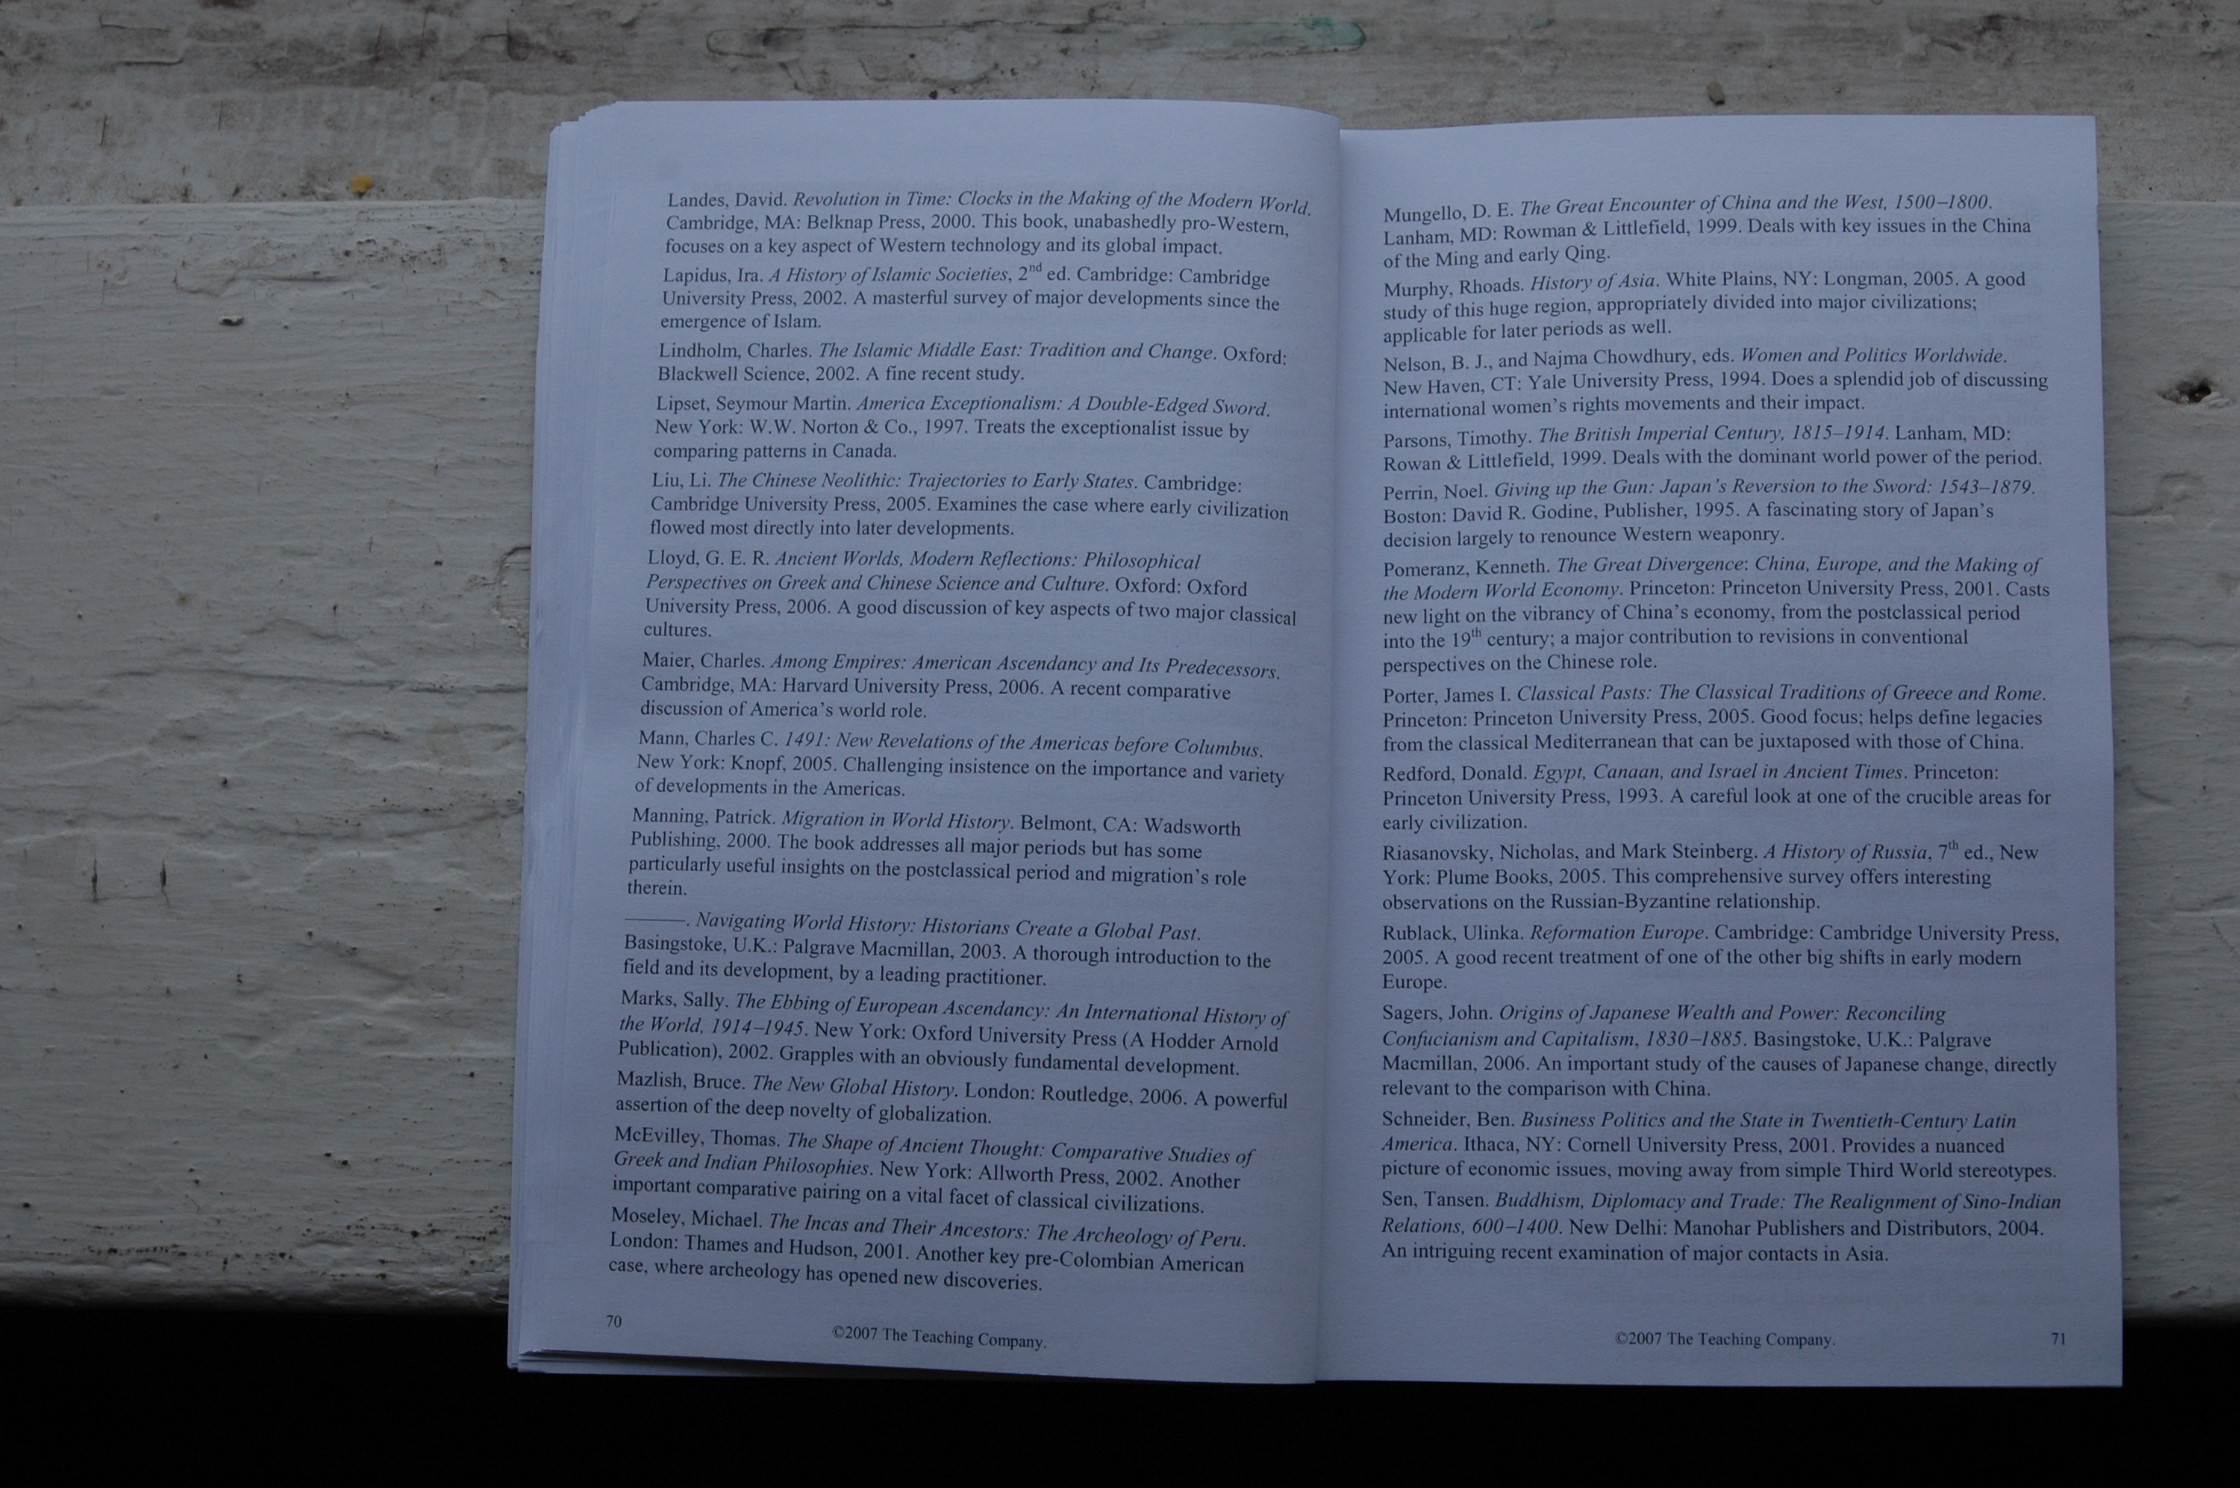 Landes, David. Revolution in Time: Clocks in the Making of the Modern World.
Cambridge, MA: Belknap Press, 2000. This book, unabashedly pro-Western,
focuses on a key aspect of Western technology and its global impact.
Lapidus, Ira. A History of Islamic Societies, 2nd ed. Cambridge: Cambridge
University Press, 2002. A masterful survey of major developments since the
emergence of Islam.
Lindholm, Charles. The Islamic Middle East: Tradition and Change. Oxford:
Blackwell Science, 2002. A fine recent study.
Lipset, Seymour Martin. America Exceptionalism: A Double-Edged Sword.
New York: W.W. Norton & Co., 1997. Treats the exceptionalist issue by
comparing patterns in Canada.
Liu, Li. The Chinese Neolithic: Trajectories to Early States. Cambridge:
Cambridge University Press, 2005. Examines the case where early civilization
flowed most directly into later developments.
Lloyd, G. E. R. Ancient Worlds, Modern Reflections: Philosophical
Perspectives on Greek and Chinese Science and Culture. Oxford: Oxford
University Press, 2006. A good discussion of key aspects of two major classical
cultures.
Maier, Charles. Among Empires: American Ascendancy and Its Predecessors.
Cambridge, MA: Harvard University Press, 2006. A recent comparative
discussion of America's world role.
Mann, Charles C. 1491: New Revelations of the Americas before Columbus.
New York: Knopf, 2005. Challenging insistence on the importance and variety
of developments in the Americas.
Manning, Patrick. Migration in World History. Belmont, CA: Wadsworth
Publishing, 2000. The book addresses all major periods but has some
particularly useful insights on the postclassical period and migration's role
therein.
———. Navigating World History: Historians Create a Global Past.
Basingstoke, U.K.: Palgrave Macmillan, 2003. A thorough introduction to the
field and its development, by a leading practitioner.
Marks, Sally. The Ebbing of European Ascendancy: An International History of
the World, 1914–1945. New York: Oxford University Press (A Hodder Arnold
Publication), 2002. Grapples with an obviously fundamental development.
Mazlish, Bruce. The New Global History. London: Routledge, 2006. A powerful
assertion of the deep novelty of globalization.
McEvilley, Thomas. The Shape of Ancient Thought: Comparative Studies of
Greek and Indian Philosophies. New York: Allworth Press, 2002. Another
important comparative pairing on a vital facet of classical civilizations.
Moseley, Michael. The Incas and Their Ancestors: The Archeology of Peru.
London: Thames and Hudson, 2001. Another key pre-Colombian American
case, where archeology has opened new discoveries.
70
©2007 The Teaching Company.
Mungello, D. E. The Great Encounter of China and the West, 1500–1800.
Lanham, MD: Rowman & Littlefield, 1999. Deals with key issues in the China
of the Ming and early Qing.
Murphy, Rhoads. History of Asia. White Plains, NY: Longman, 2005. A good
study of this huge region, appropriately divided into major civilizations;
applicable for later periods as well.
Nelson, B. J., and Najma Chowdhury, eds. Women and Politics Worldwide.
New Haven, CT: Yale University Press, 1994. Does a splendid job of discussing
international women's rights movements and their impact.
Parsons, Timothy. The British Imperial Century, 1815–1914. Lanham, MD:
Rowan & Littlefield, 1999. Deals with the dominant world power of the period.
Perrin, Noel. Giving up the Gun: Japan's Reversion to the Sword: 1543–1879.
Boston: David R. Godine, Publisher, 1995. A fascinating story of Japan's
decision largely to renounce Western weaponry.
Pomeranz, Kenneth. The Great Divergence: China, Europe, and the Making of
the Modern World Economy. Princeton: Princeton University Press, 2001. Casts
new light on the vibrancy of China's economy, from the postclassical period
into the 19th century; a major contribution to revisions in conventional
perspectives on the Chinese role.
Porter, James I. Classical Pasts: The Classical Traditions of Greece and Rome.
Princeton: Princeton University Press, 2005. Good focus; helps define legacies
from the classical Mediterranean that can be juxtaposed with those of China.
Redford, Donald. Egypt, Canaan, and Israel in Ancient Times. Princeton:
Princeton University Press, 1993. A careful look at one of the crucible areas for
early civilization.
Riasanovsky, Nicholas, and Mark Steinberg. A History of Russia, 7th ed., New
York: Plume Books, 2005. This comprehensive survey offers interesting
observations on the Russian-Byzantine relationship.
Rublack, Ulinka. Reformation Europe. Cambridge: Cambridge University Press,
2005. A good recent treatment of one of the other big shifts in early modern
Europe.
Sagers, John. Origins of Japanese Wealth and Power: Reconciling
Confucianism and Capitalism, 1830–1885. Basingstoke, U.K.: Palgrave
Macmillan, 2006. An important study of the causes of Japanese change, directly
relevant to the comparison with China.
Schneider, Ben. Business Politics and the State in Twentieth-Century Latin
America. Ithaca, NY: Cornell University Press, 2001. Provides a nuanced
picture of economic issues, moving away from simple Third World stereotypes.
Sen, Tansen. Buddhism, Diplomacy and Trade: The Realignment of Sino-Indian
Relations, 600–1400. New Delhi: Manohar Publishers and Distributors, 2004.
An intriguing recent examination of major contacts in Asia.
©2007 The Teaching Company.
71